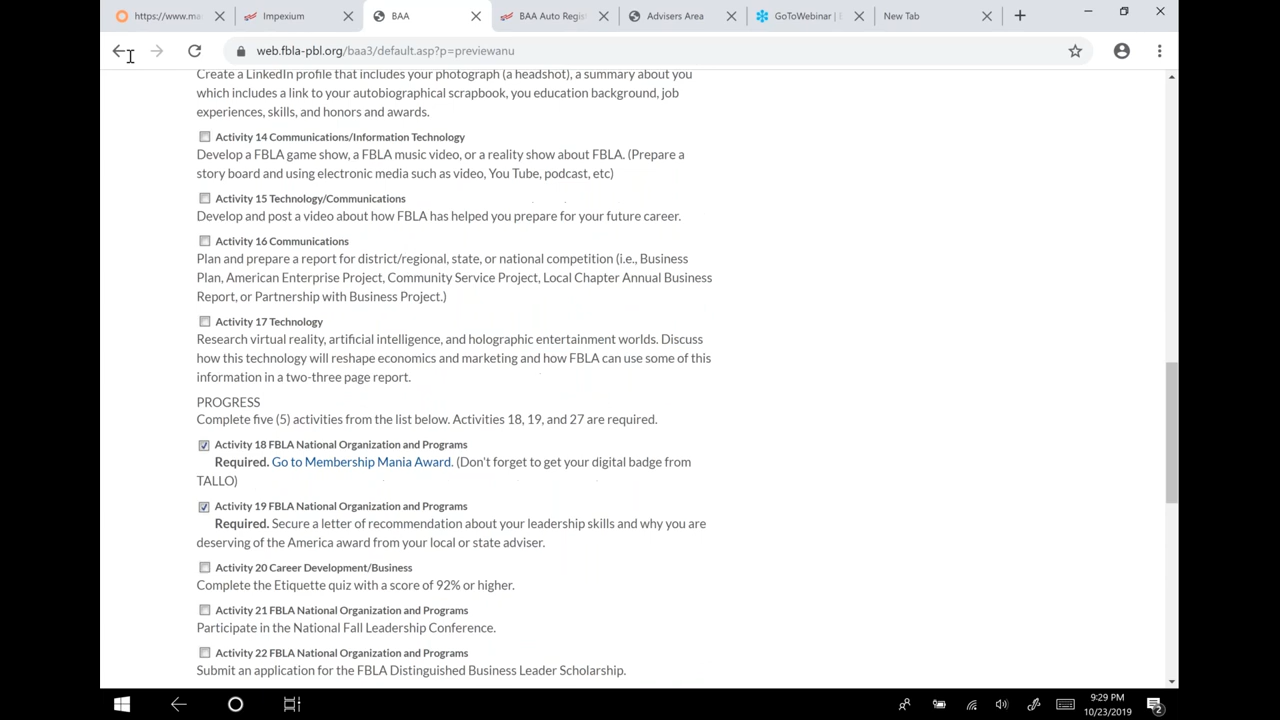 https://www.ma
Impexium
BAA
BAA Auto Regis
Advisers Area
GoToWebinar |
New Tab
web.fbla-pbl.org/baa3/default.asp?p=previewanu
Create a LinkedIn profile that includes your photograph (a headshot), a summary about you
which includes a link to your autobiographical scrapbook, you education background, job
experiences, skills, and honors and awards.
Activity 14 Communications/Information Technology
Develop a FBLA game show, a FBLA music video, or a reality show about FBLA. (Prepare a
story board and using electronic media such as video, You Tube, podcast, etc)
Activity 15 Technology/Communications
Develop and post a video about how FBLA has helped you prepare for your future career.
Activity 16 Communications
Plan and prepare a report for district/regional, state, or national competition (i.e., Business
Plan, American Enterprise Project, Community Service Project, Local Chapter Annual Business
Report, or Partnership with Business Project.)
Activity 17 Technology
Research virtual reality, artificial intelligence, and holographic entertainment worlds. Discuss
how this technology will reshape economics and marketing and how FBLA can use some of this
information in a two-three page report.
PROGRESS
Complete five (5) activities from the list below. Activities 18, 19, and 27 are required.
Activity 18 FBLA National Organization and Programs
Required. Go to Membership Mania Award. (Don't forget to get your digital badge from
TALLO)
Activity 19 FBLA National Organization and Programs
Required. Secure a letter of recommendation about your leadership skills and why you are
deserving of the America award from your local or state adviser.
Activity 20 Career Development/Business
Complete the Etiquette quiz with a score of 92% or higher.
Activity 21 FBLA National Organization and Programs
Participate in the National Fall Leadership Conference.
Activity 22 FBLA National Organization and Programs
Submit an application for the FBLA Distinguished Business Leader Scholarship.
9:29 PM
10/23/2019
2